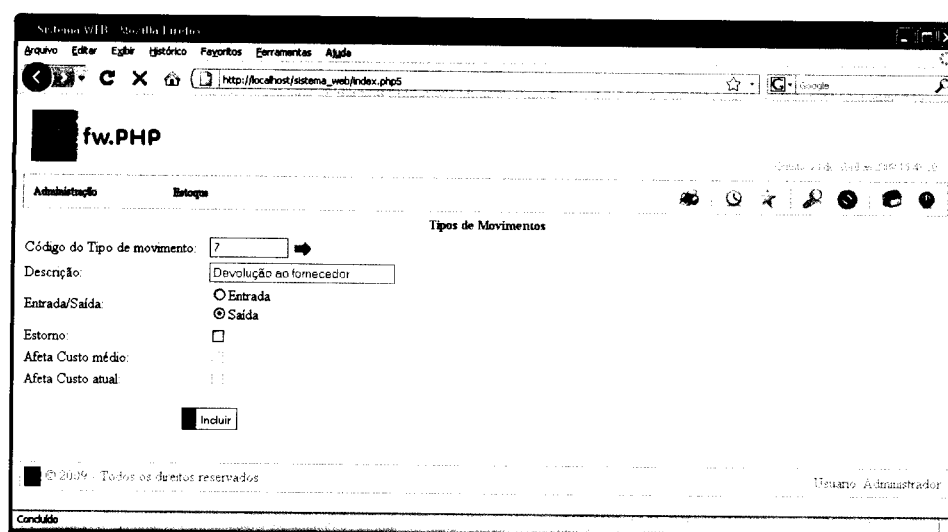 Sistema WEB - Mozilla Firefox
Arquivo Editar Exibir Histórico Favoritos Ferramentas Ajuda
http://localhost/sistema_web/index.php5
Google
fw.PHP
Administração Estoque
Tipos de Movimentos
Código do Tipo de movimento: 7
Descrição: Devolução ao fornecedor
Entrada/Saída:
Entrada
Saída
Estorno:
Afeta Custo médio:
Afeta Custo atual:
Incluir
© 2009 - Todos os direitos reservados
Usuario: Administrador
Concluído